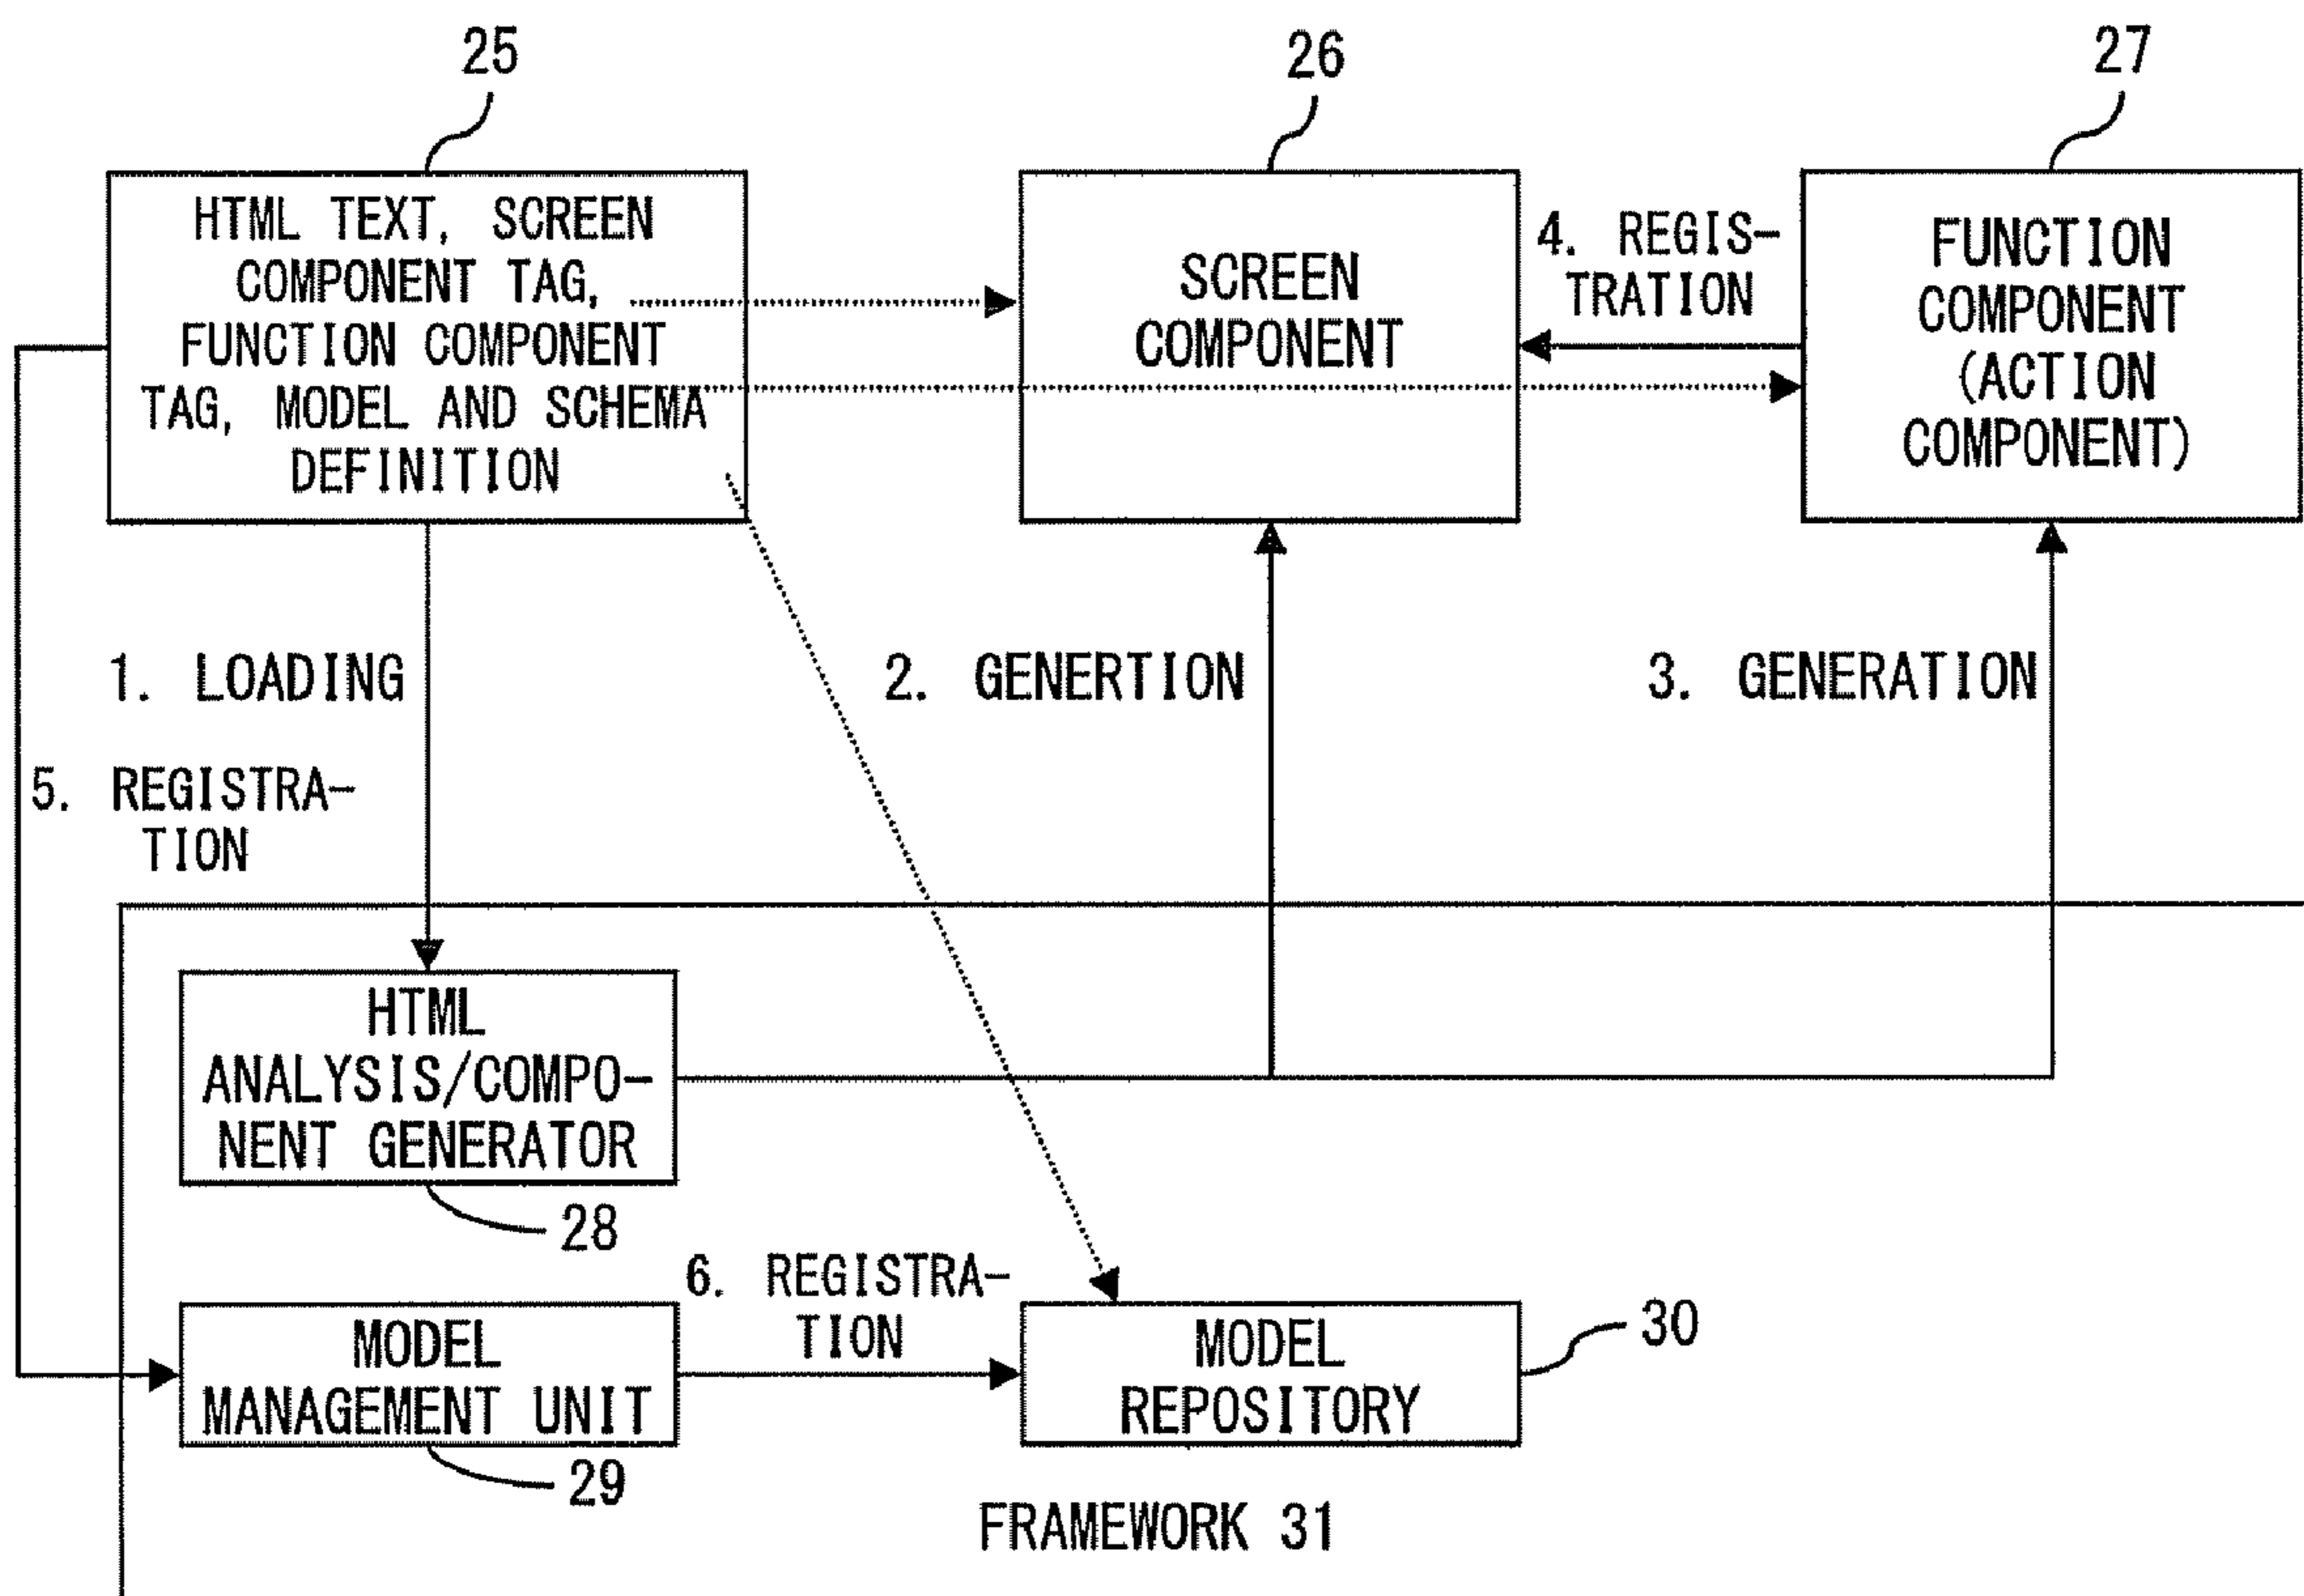 25
26
27
HTML TEXT, SCREEN
COMPONENT TAG,
FUNCTION COMPONENT
TAG, MODEL AND SCHEMA
DEFINITION
SCREEN
COMPONENT
4. REGIS-
TRATION
FUNCTION
COMPONENT
(ACTION
COMPONENT)
1. LOADING
2. GENERTION
3. GENERATION
5. REGISTRA-
TION
HTML
ANALYSIS/COMPO-
NENT GENERATOR
28
6. REGISTRA-
TION
MODEL
MANAGEMENT UNIT
29
MODEL
REPOSITORY
30
FRAMEWORK 31